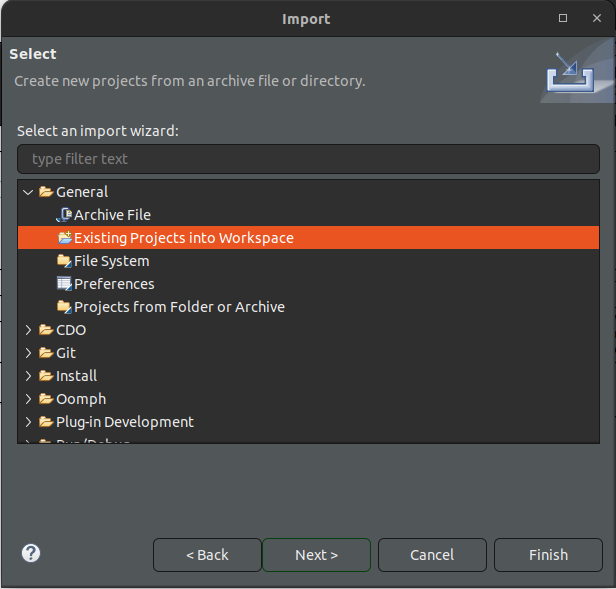 Import
Select
Create new projects from an archive file or directory.
Select an import wizard:
type filter text
General
Archive File
Existing Projects into Workspace
File System
Preferences
Projects from Folder or Archive
CDO
Git
Install
Oomph
Plug-in Development
Run/Debug
< Back
Next >
Cancel
Finish